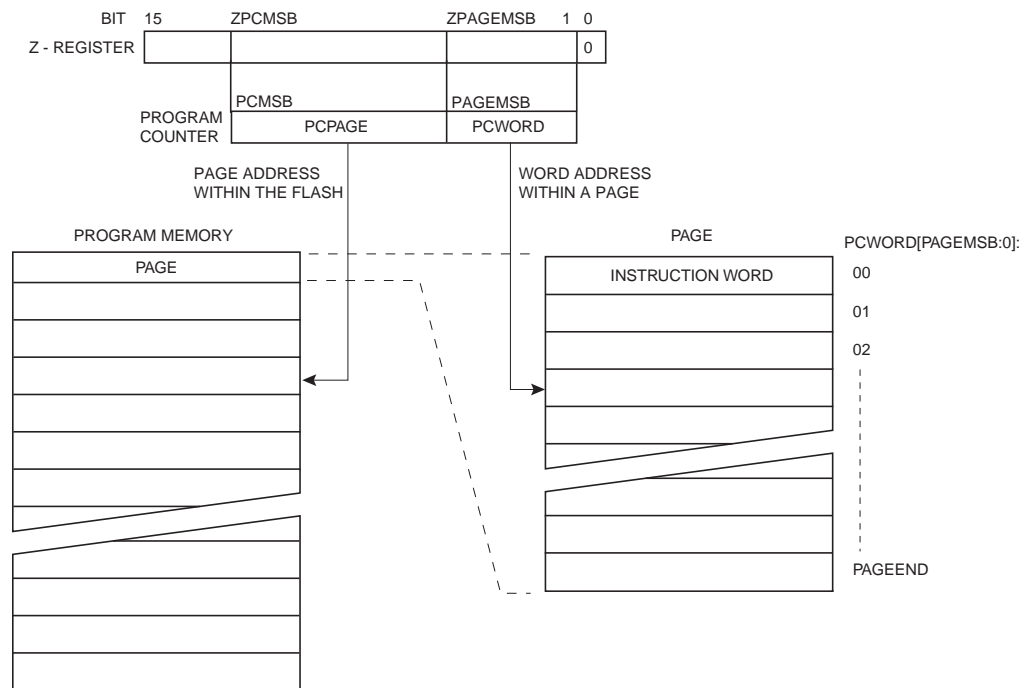 BIT 15 ZPCMSB ZPAGEMSB 1 0
Z - REGISTER 0
PCMSB PAGEMSB
PROGRAM
COUNTER
PCPAGE PCWORD
PAGE ADDRESS
WITHIN THE FLASH
WORD ADDRESS
WITHIN A PAGE
PROGRAM MEMORY
PAGE
PAGE
INSTRUCTION WORD
PCWORD[PAGEMSB:0]:
00
01
02
PAGEEND